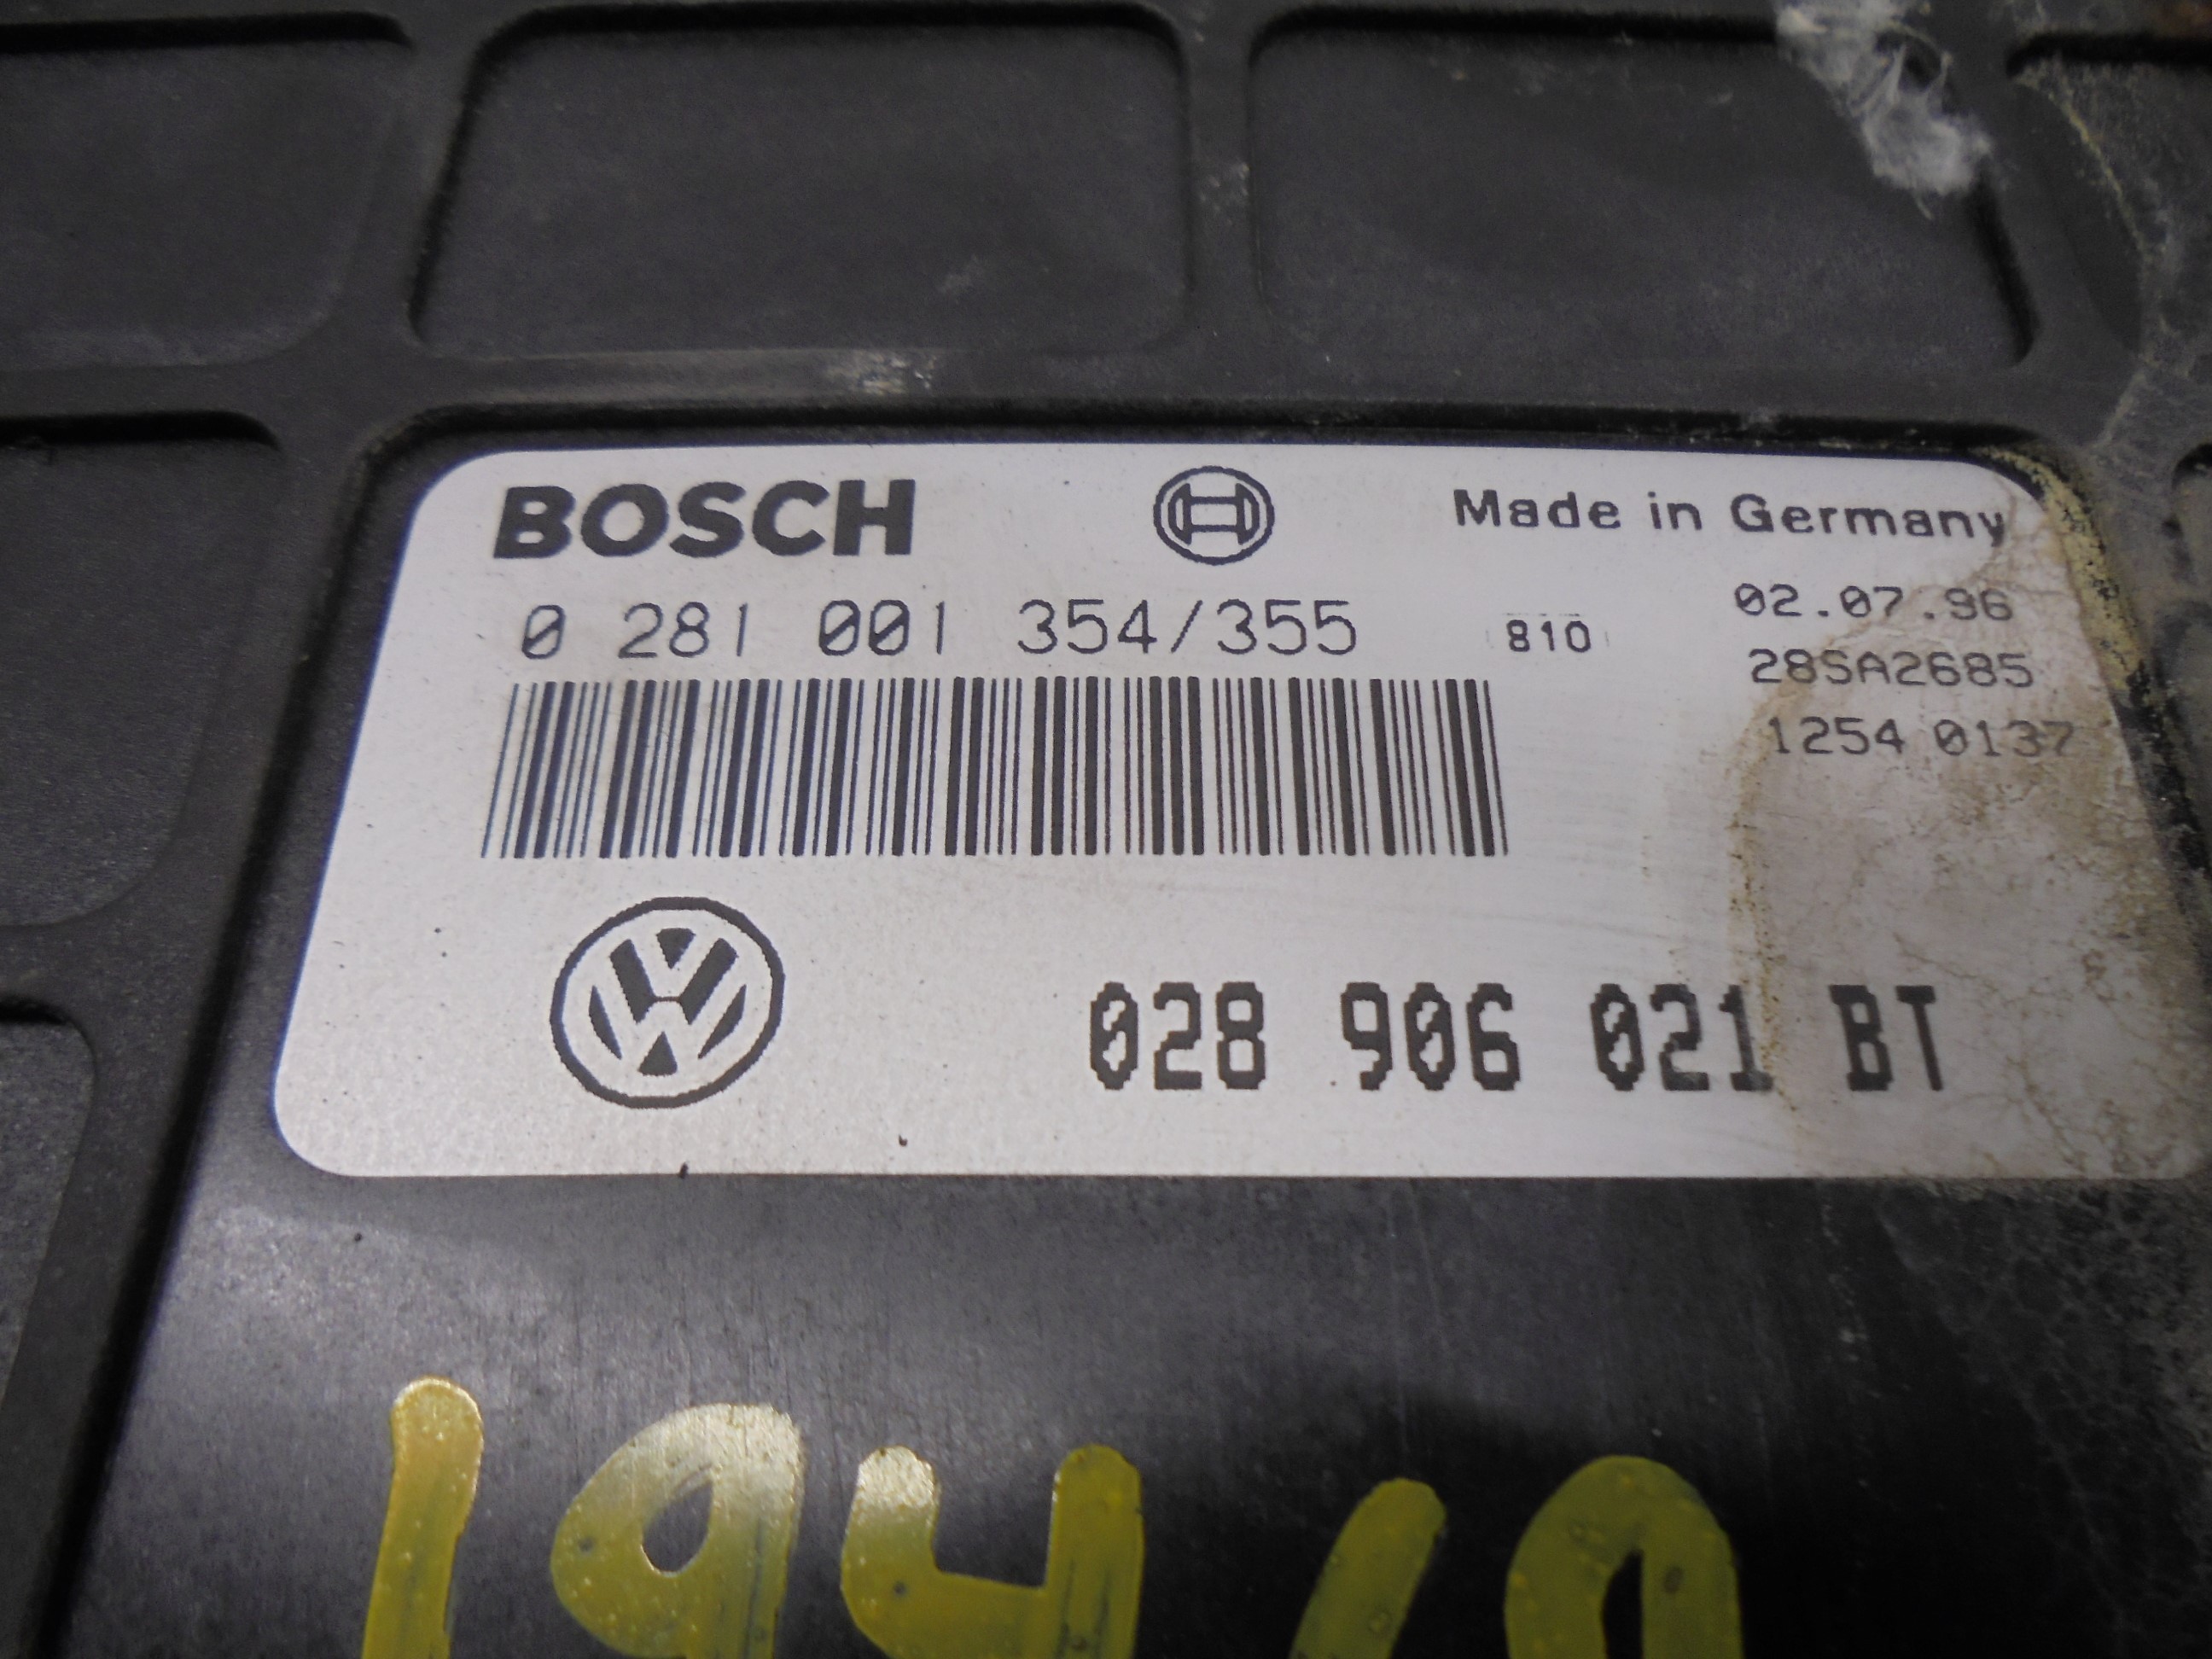 BOSCH
Made in Germany
0 281 001 354/355
810
02.07.96
28SA2685
1254 0137
028 906 021 BT